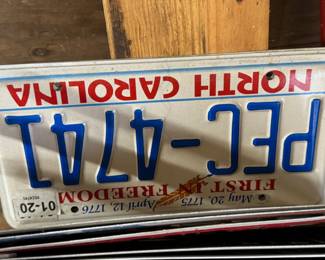 May 20, 1775 April 12, 1776
FIRST IN FREEDOM
01-20
PEC-4741
NORTH CAROLINA